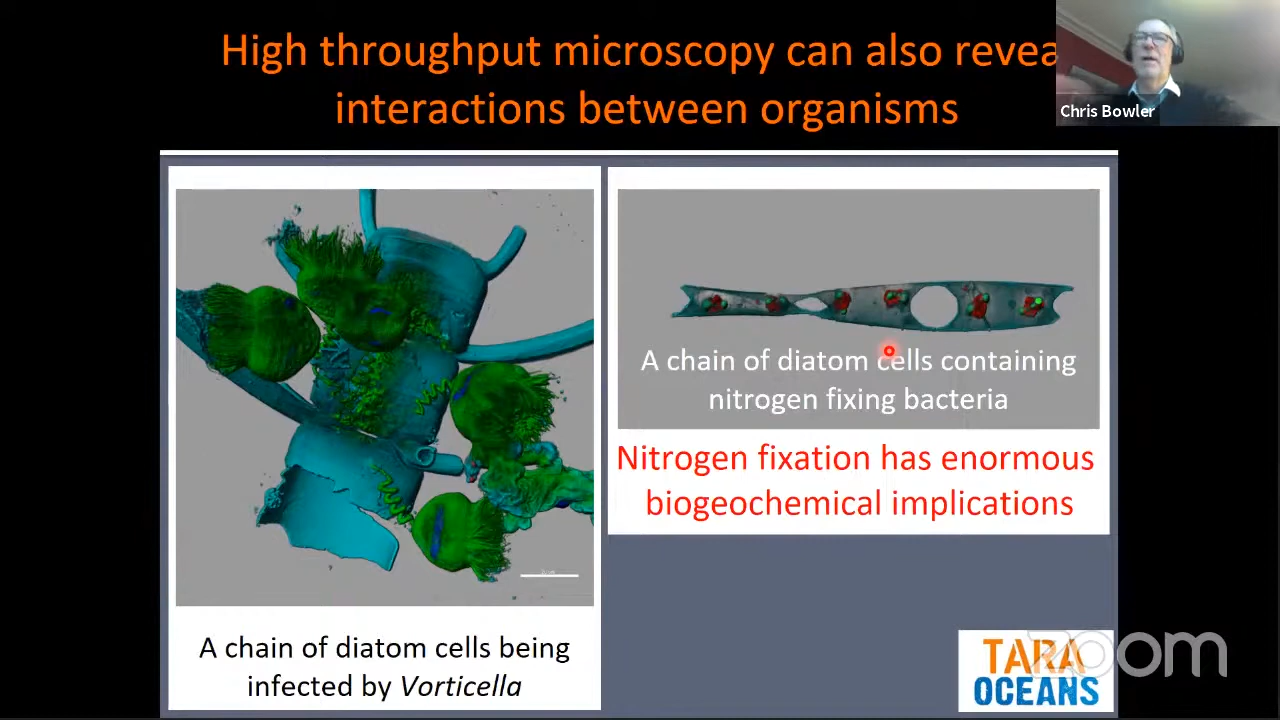 High throughput microscopy can also revea
interactions between organisms
Chris Bowler
A chain of diatom cells containing
nitrogen fixing bacteria
Nitrogen fixation has enormous
biogeochemical implications
A chain of diatom cells being
infected by Vorticella
TARA
OCEANS
zoom